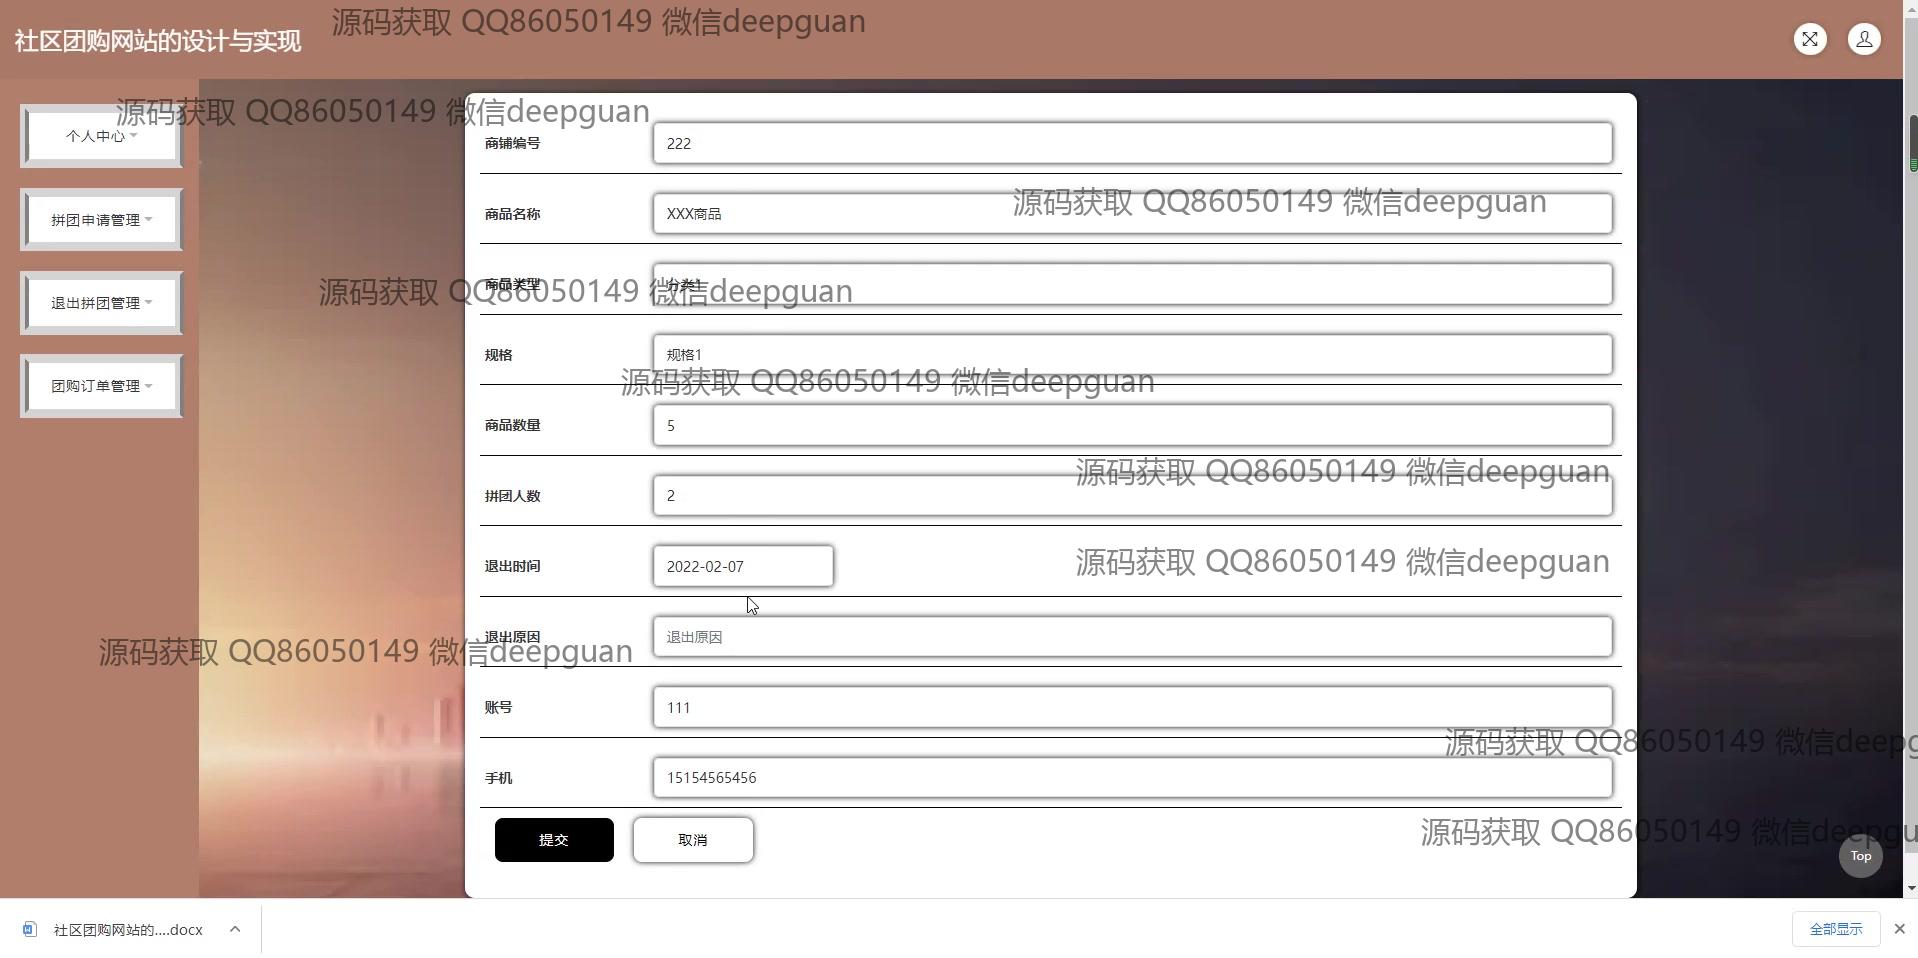 源码获取 QQ86050149 微信deepguan
社区团购网站的设计与实现
源码获取 QQ86050149 微信deepguan
个人中心
商铺编号
222
源码获取 QQ86050149 微信deepguan
拼团申请管理
商品名称
XXX商品
商品类型
源码获取 QQ86050149 微信deepguan
退出拼团管理
规格
规格1
源码获取 QQ86050149 微信deepguan
团购订单管理
商品数量
5
源码获取 QQ86050149 微信deepguan
拼团人数
2
源码获取 QQ86050149 微信deepguan
退出时间
2022-02-07
退出原因
退出原因
源码获取 QQ86050149 微信deepguan
账号
111
源码获取 QQ86050149 微信deepg
手机
15154565456
源码获取 QQ86050149 微信deepgu
提交
取消
Top
社区团购网站的....docx
全部显示